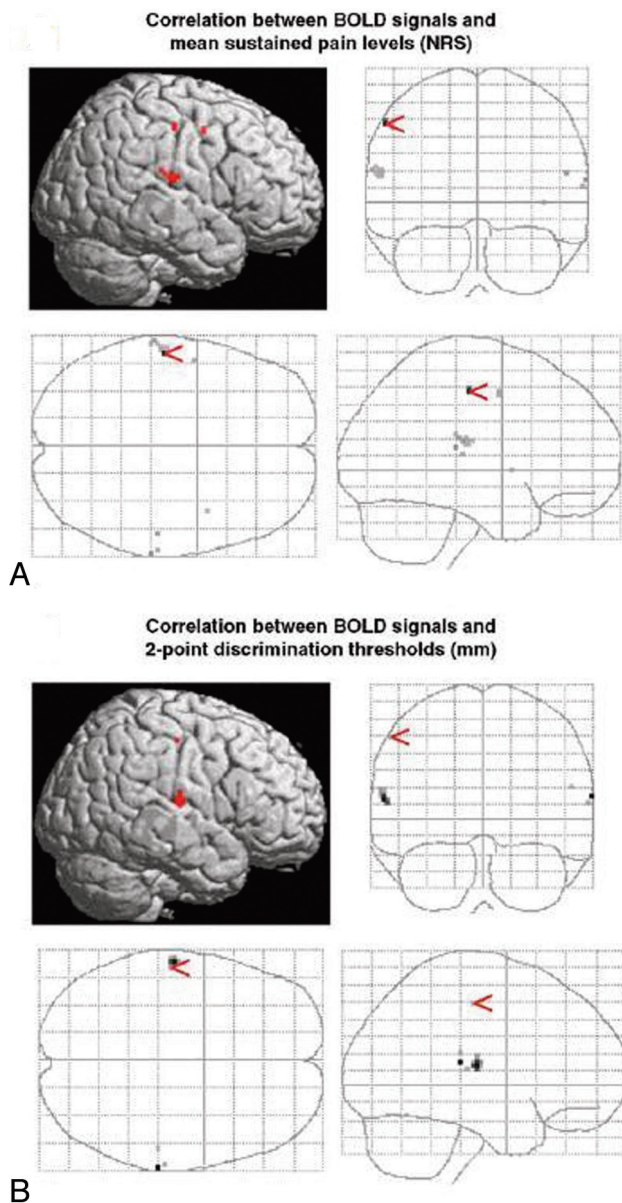 Correlation between BOLD signals and
mean sustained pain levels (NRS)
A
Correlation between BOLD signals and
2-point discrimination thresholds (mm)
B